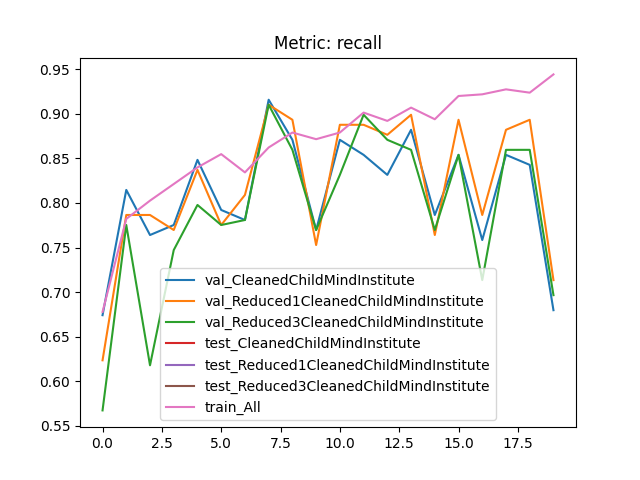 Metric: recall
0.95
0.90
0.85
0.80
0.75
0.70
0.65
0.60
0.55
val_CleanedChildMindInstitute
val_Reduced1CleanedChildMindInstitute
val_Reduced3CleanedChildMindInstitute
test_CleanedChildMindInstitute
test_Reduced1CleanedChildMindInstitute
test_Reduced3CleanedChildMindInstitute
train_All
0.0 2.5 5.0 7.5 10.0 12.5 15.0 17.5